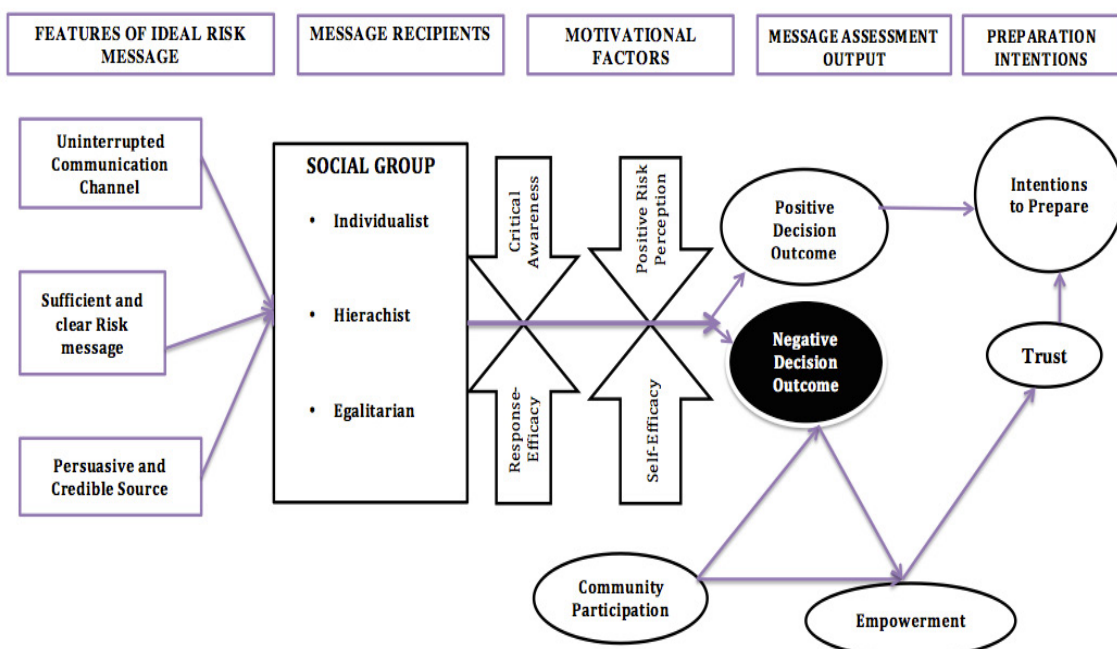 FEATURES OF IDEAL RISK
MESSAGE
MESSAGE RECIPIENTS
MOTIVATIONAL
FACTORS
MESSAGE ASSESSMENT
OUTPUT
PREPARATION
INTENTIONS
Uninterrupted
Communication
Channel
Sufficient and
clear Risk
message
Persuasive and
Credible Source
SOCIAL GROUP
• Individualist
• Hierachist
• Egalitarian
Critical
Awareness
Response-
Efficacy
Positive Risk
Perception
Self-Efficacy
Positive
Decision
Outcome
Negative
Decision
Outcome
Intentions
to Prepare
Trust
Community
Participation
Empowerment